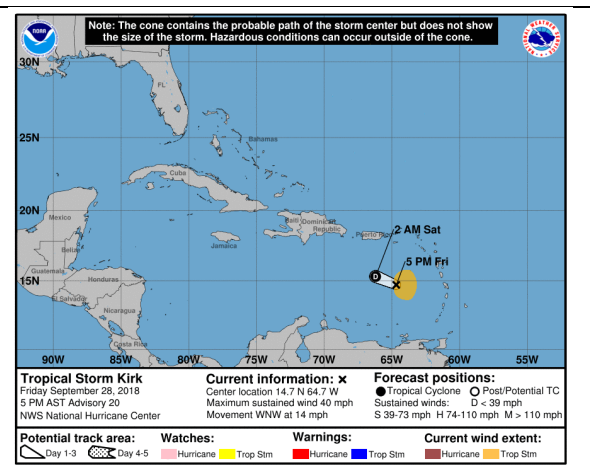 Note: The cone contains the probable path of the storm center but does not show
the size of the storm. Hazardous conditions can occur outside of the cone.
NOAA
30N
FL
25N
Bahamas
Cuba
20N
Mexico
Haiti Dominican
Republic
Puerto Rico
2 AM Sat
Jamaica
Belize
5 PM Fri
Guatemala
Honduras
D
15N
El Salvador
Nicaragua
Costa Rica
90W 85W 80W 75W 70W 65W 60W 55W
Tropical Storm Kirk
Friday September 28, 2018
5 PM AST Advisory 20
NWS National Hurricane Center
Current information: ×
Center location 14.7 N 64.7 W
Maximum sustained wind 40 mph
Movement WNW at 14 mph
Forecast positions:
Tropical Cyclone Post/Potential TC
Sustained winds: D < 39 mph
S 39-73 mph H 74-110 mph M > 110 mph
Potential track area:
Day 1-3 Day 4-5
Watches:
Hurricane Trop Stm
Warnings:
Hurricane Trop Stm
Current wind extent:
Hurricane Trop Stm